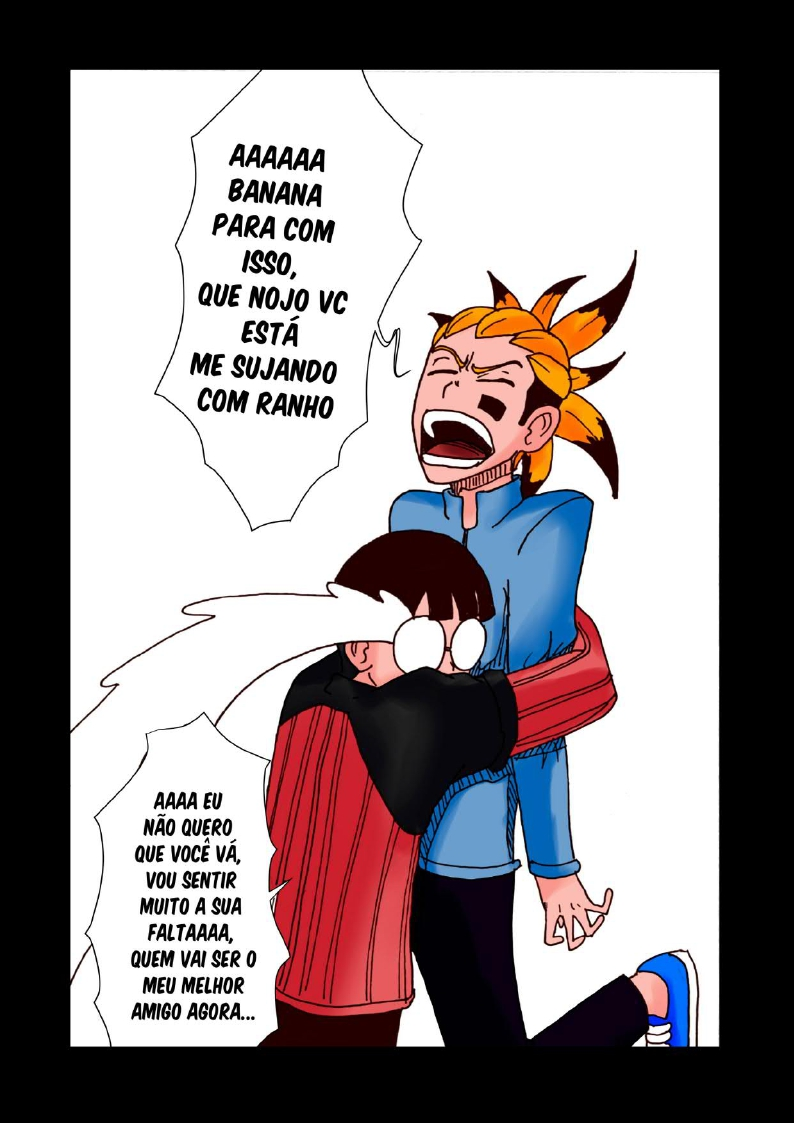 AAAAAA
BANANA
PARA COM
ISSO,
QUE NOJO VC
ESTÁ
ME SUJANDO
COM RANHO
AAAA EU
NÃO QUERO
QUE VOCÊ VÁ,
VOU SENTIR
MUITO A SUA
FALTAAAA,
QUEM VAI SER O
MEU MELHOR
AMIGO AGORA...